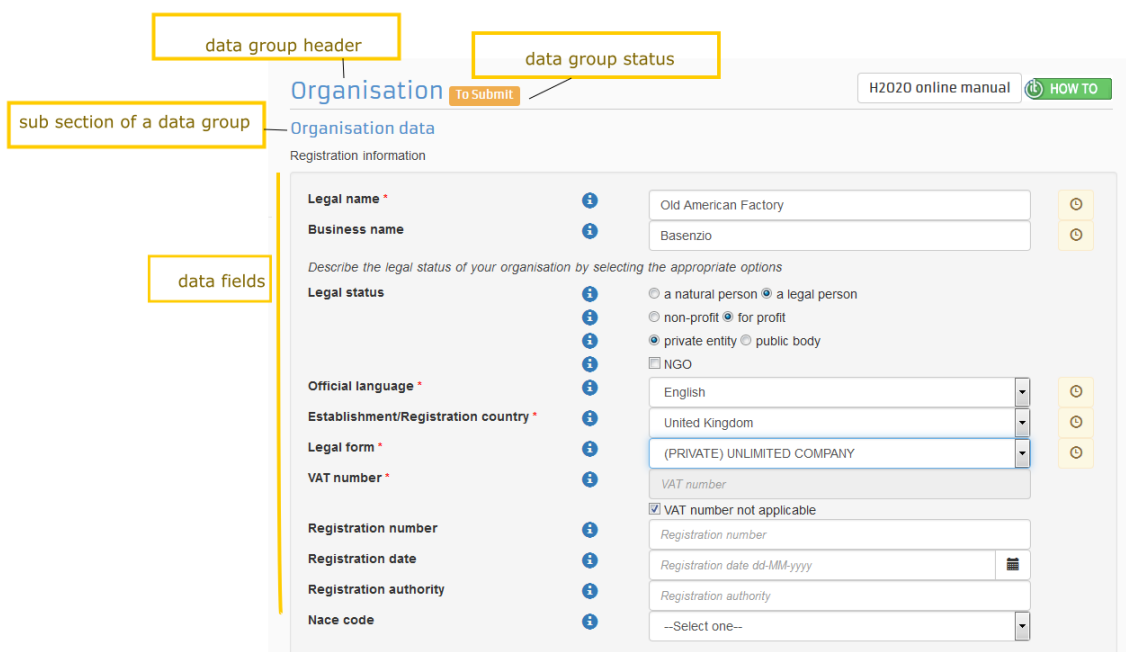 data group header
data group status
Organisation To Submit
H2020 online manual
it HOW TO
sub section of a data group
Organisation data
Registration information
Legal name *
Old American Factory
Business name
Basenzio
Describe the legal status of your organisation by selecting the appropriate options
data fields
Legal status
a natural person a legal person
non-profit for profit
private entity public body
NGO
Official language *
English
Establishment/Registration country *
United Kingdom
Legal form *
(PRIVATE) UNLIMITED COMPANY
VAT number *
VAT number
VAT number not applicable
Registration number
Registration number
Registration date
Registration date dd-MM-yyyy
Registration authority
Registration authority
Nace code
--Select one--